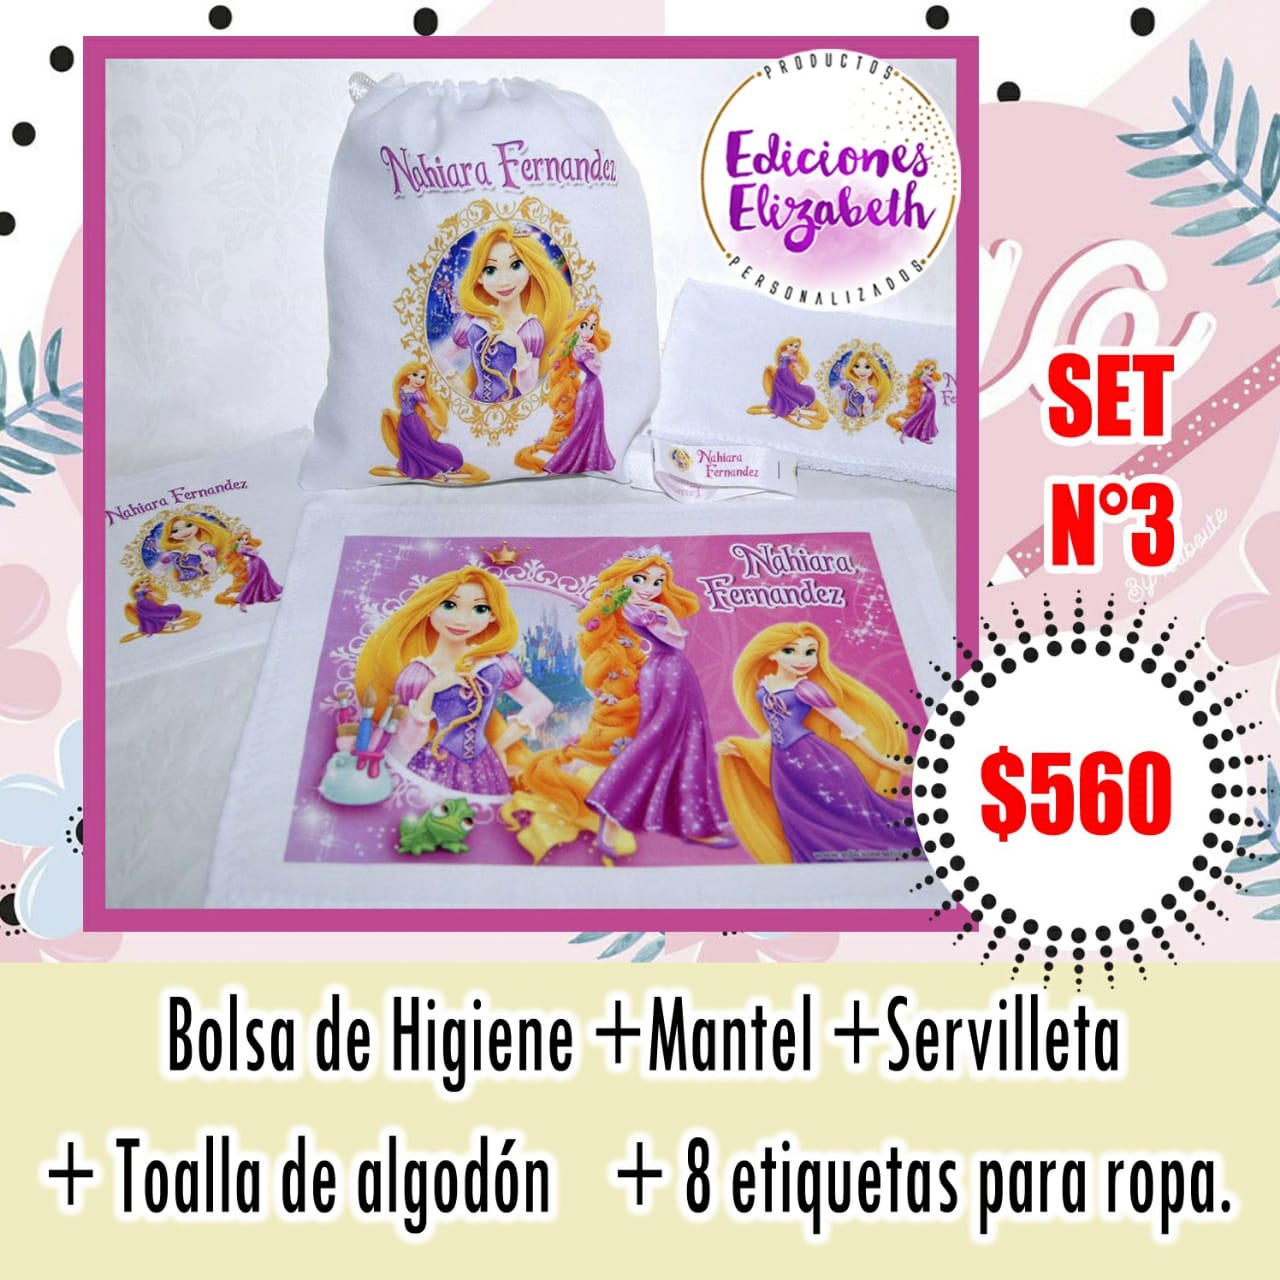 PRODUCTOS
Ediciones
Elizabeth
PERSONALIZADOS
Nahiara Fernandez
Nahiara
Fernandez
Nahiara Fernandez
Nahiara
Fernandez
SET
N°3
$560
Bolsa de Higiene +Mantel +Servilleta
+ Toalla de algodón + 8 etiquetas para ropa.